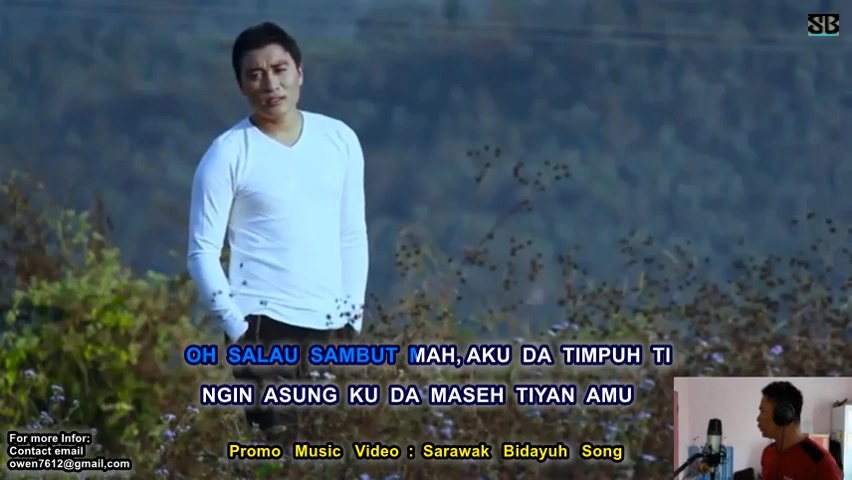 SB
OH SALAU SAMBUT MAH, AKU DA TIMPUH TI
NGIN ASUNG KU DA MASEH TIYAN AMU
Promo Music Video : Sarawak Bidayuh Song
For more Infor:
Contact email
owen7612@gmail,com